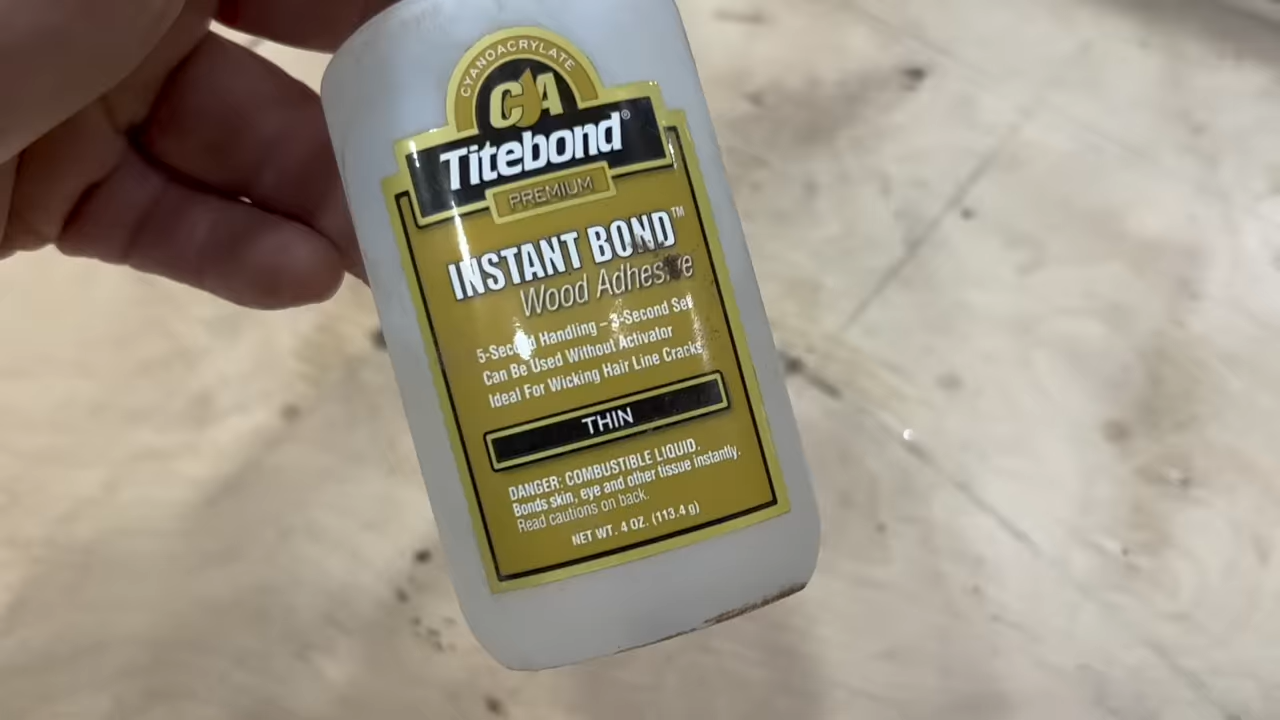 CYANOACRYLATE
CA
Titebond®
PREMIUM
INSTANT BOND™
Wood Adhesive
5-Second Handling – 3-Second Set
Can Be Used Without Activator
Ideal For Wicking Hair Line Cracks
THIN
DANGER: COMBUSTIBLE LIQUID.
Bonds skin, eye and other tissue instantly.
Read cautions on back.
NET WT. 4 OZ. (113.4 g)